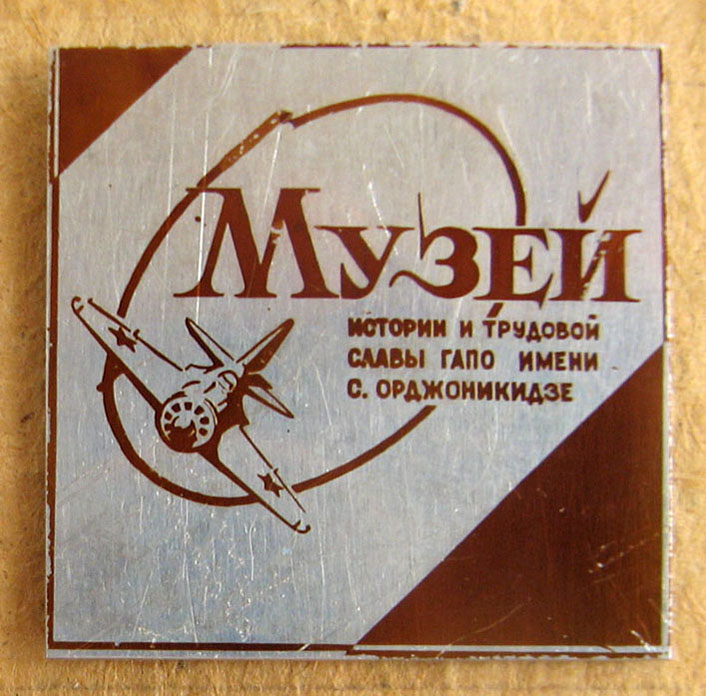 Музей
ИСТОРИИ И ТРУДОВОЙ
СЛАВЫ ГАПО ИМЕНИ
С. ОРДЖОНИКИДЗЕ